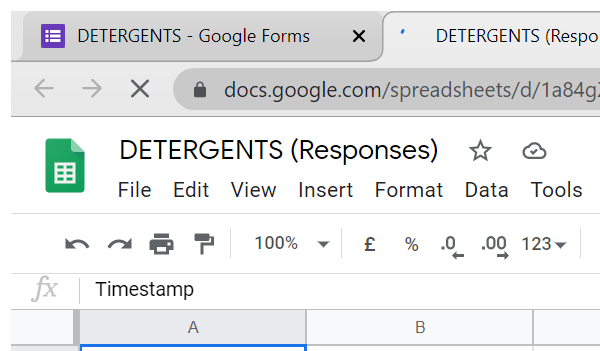 DETERGENTS - Google Forms
DETERGENTS (Respo
docs.google.com/spreadsheets/d/1a84g
DETERGENTS (Responses)
File Edit View Insert Format Data Tools
100% £ % .0 .00 123
fx Timestamp
A B